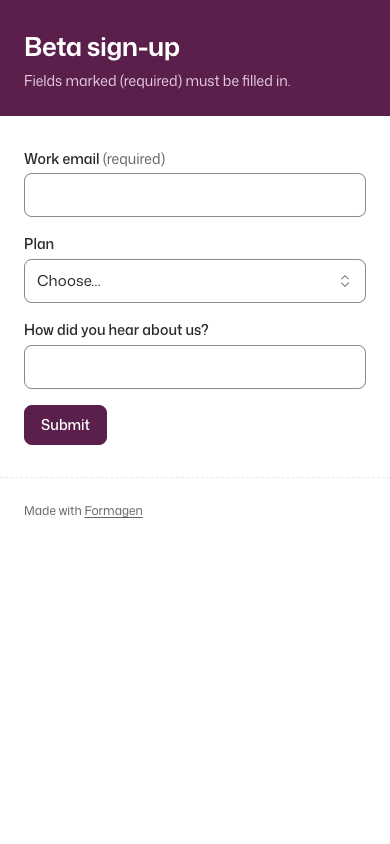 Beta sign-up
Fields marked (required) must be filled in.
Work email (required)
Plan
Choose...
How did you hear about us?
Submit
Made with Formagen